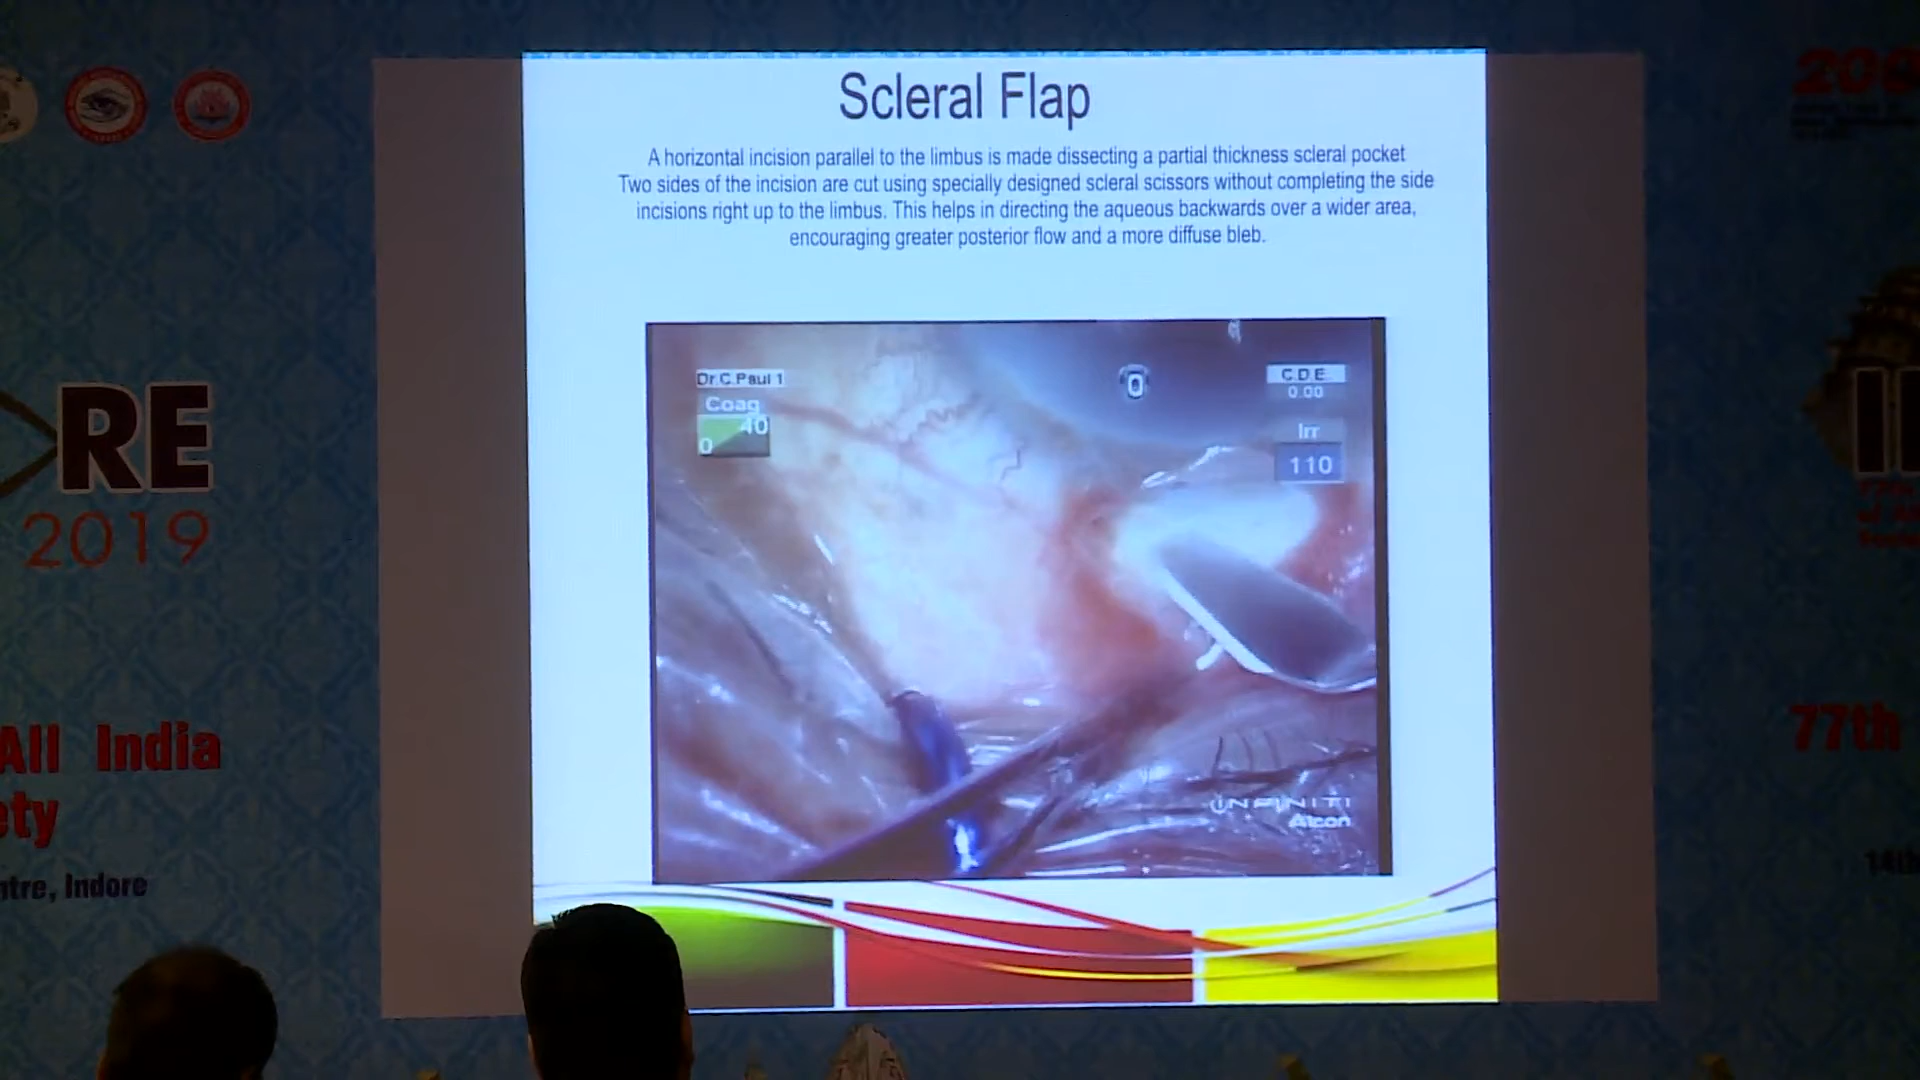 Scleral Flap
A horizontal incision parallel to the limbus is made dissecting a partial thickness scleral pocket
Two sides of the incision are cut using specially designed scleral scissors without completing the side
incisions right up to the limbus. This helps in directing the aqueous backwards over a wider area,
encouraging greater posterior flow and a more diffuse bleb.
Dr.C.Paul 1
Coag
40
0
0
C.D.E.
0.00
Irr
110
INFINITI
Alcon
RE
2019
All India
ety
ntre, Indore
200
77th